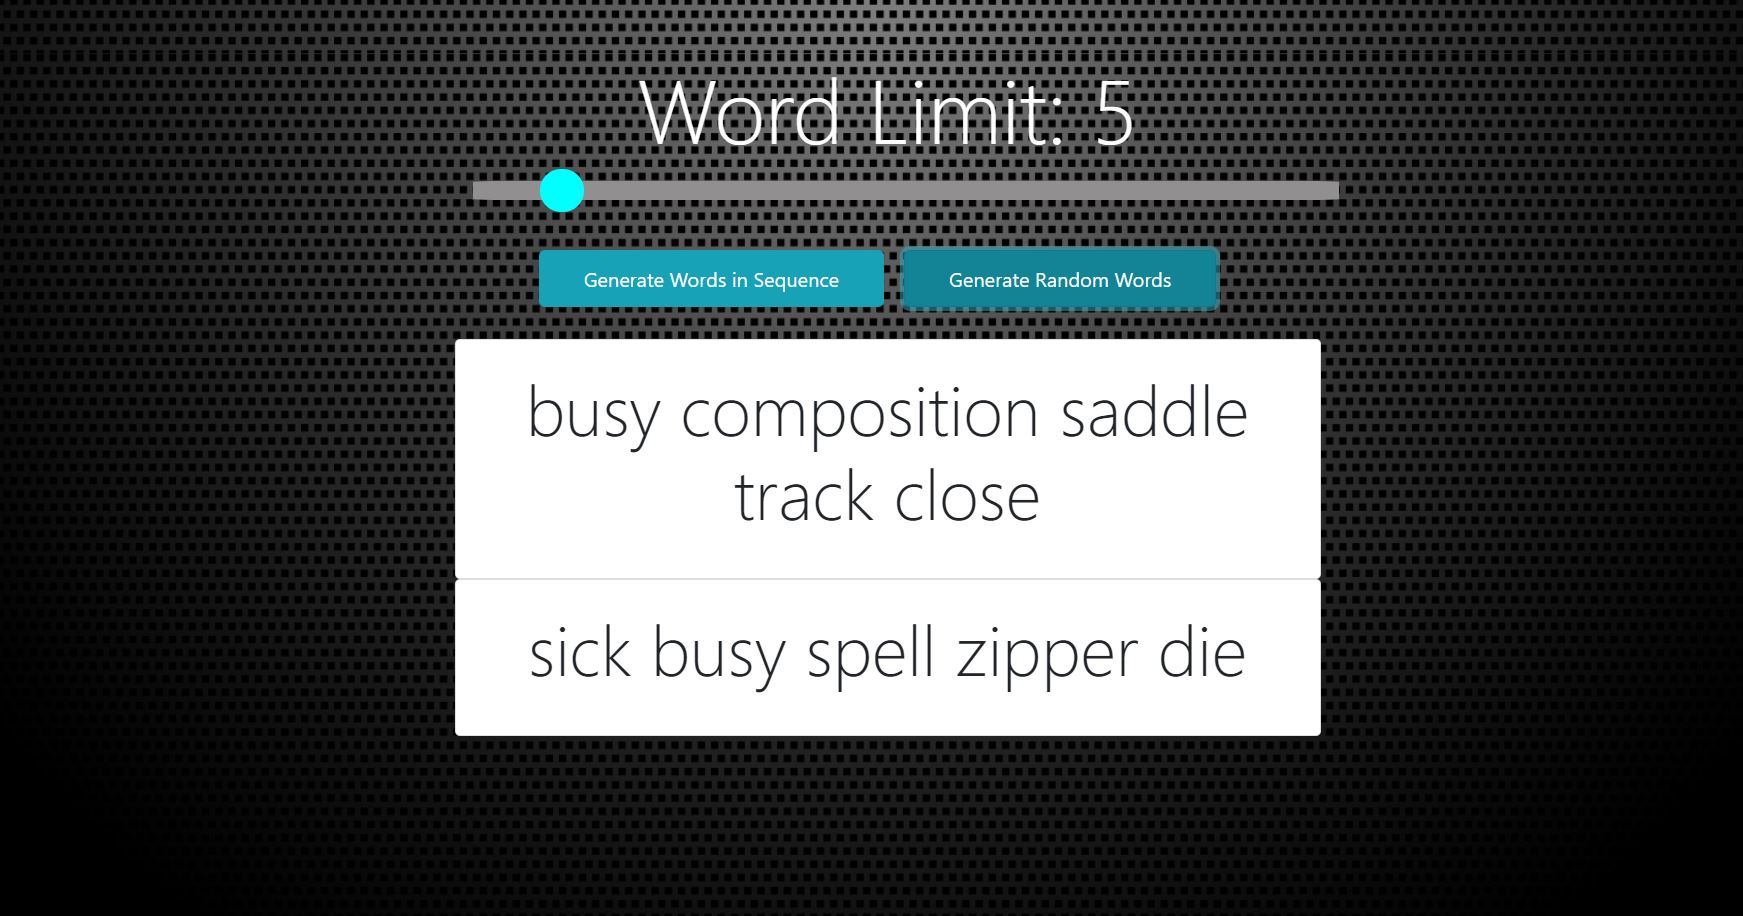 Word Limit: 5
Generate Words in Sequence
Generate Random Words
busy composition saddle
track close
sick busy spell zipper die